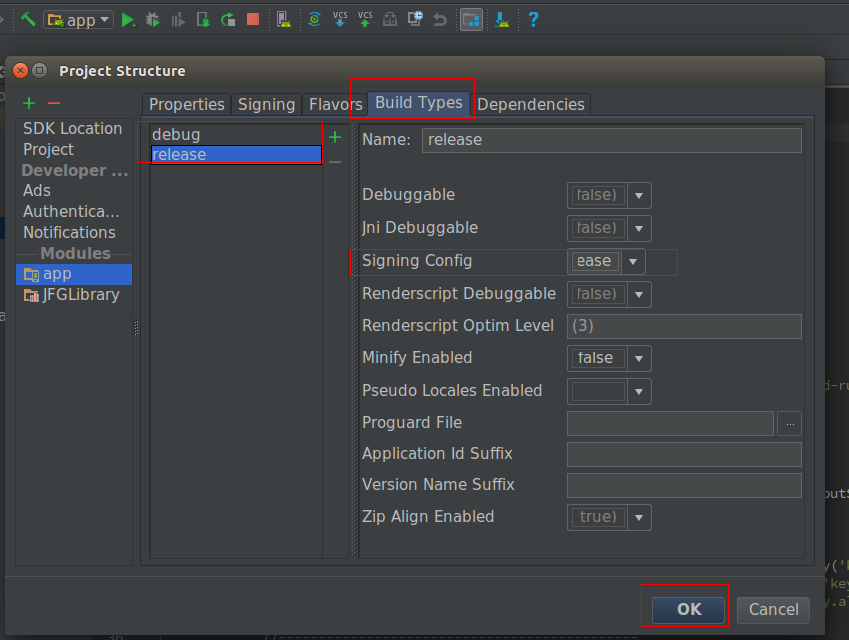 app
VCS VCS
?
Project Structure
Properties Signing Flavors Build Types Dependencies
SDK Location
Project
Developer ...
Ads
Authentica...
Notifications
Modules
app
JFGLibrary
debug
release
Name: release
Debuggable false)
Jni Debuggable false)
Signing Config ease
Renderscript Debuggable false)
Renderscript Optim Level (3)
Minify Enabled false
Pseudo Locales Enabled
Proguard File ...
Application Id Suffix
Version Name Suffix
Zip Align Enabled true)
OK Cancel